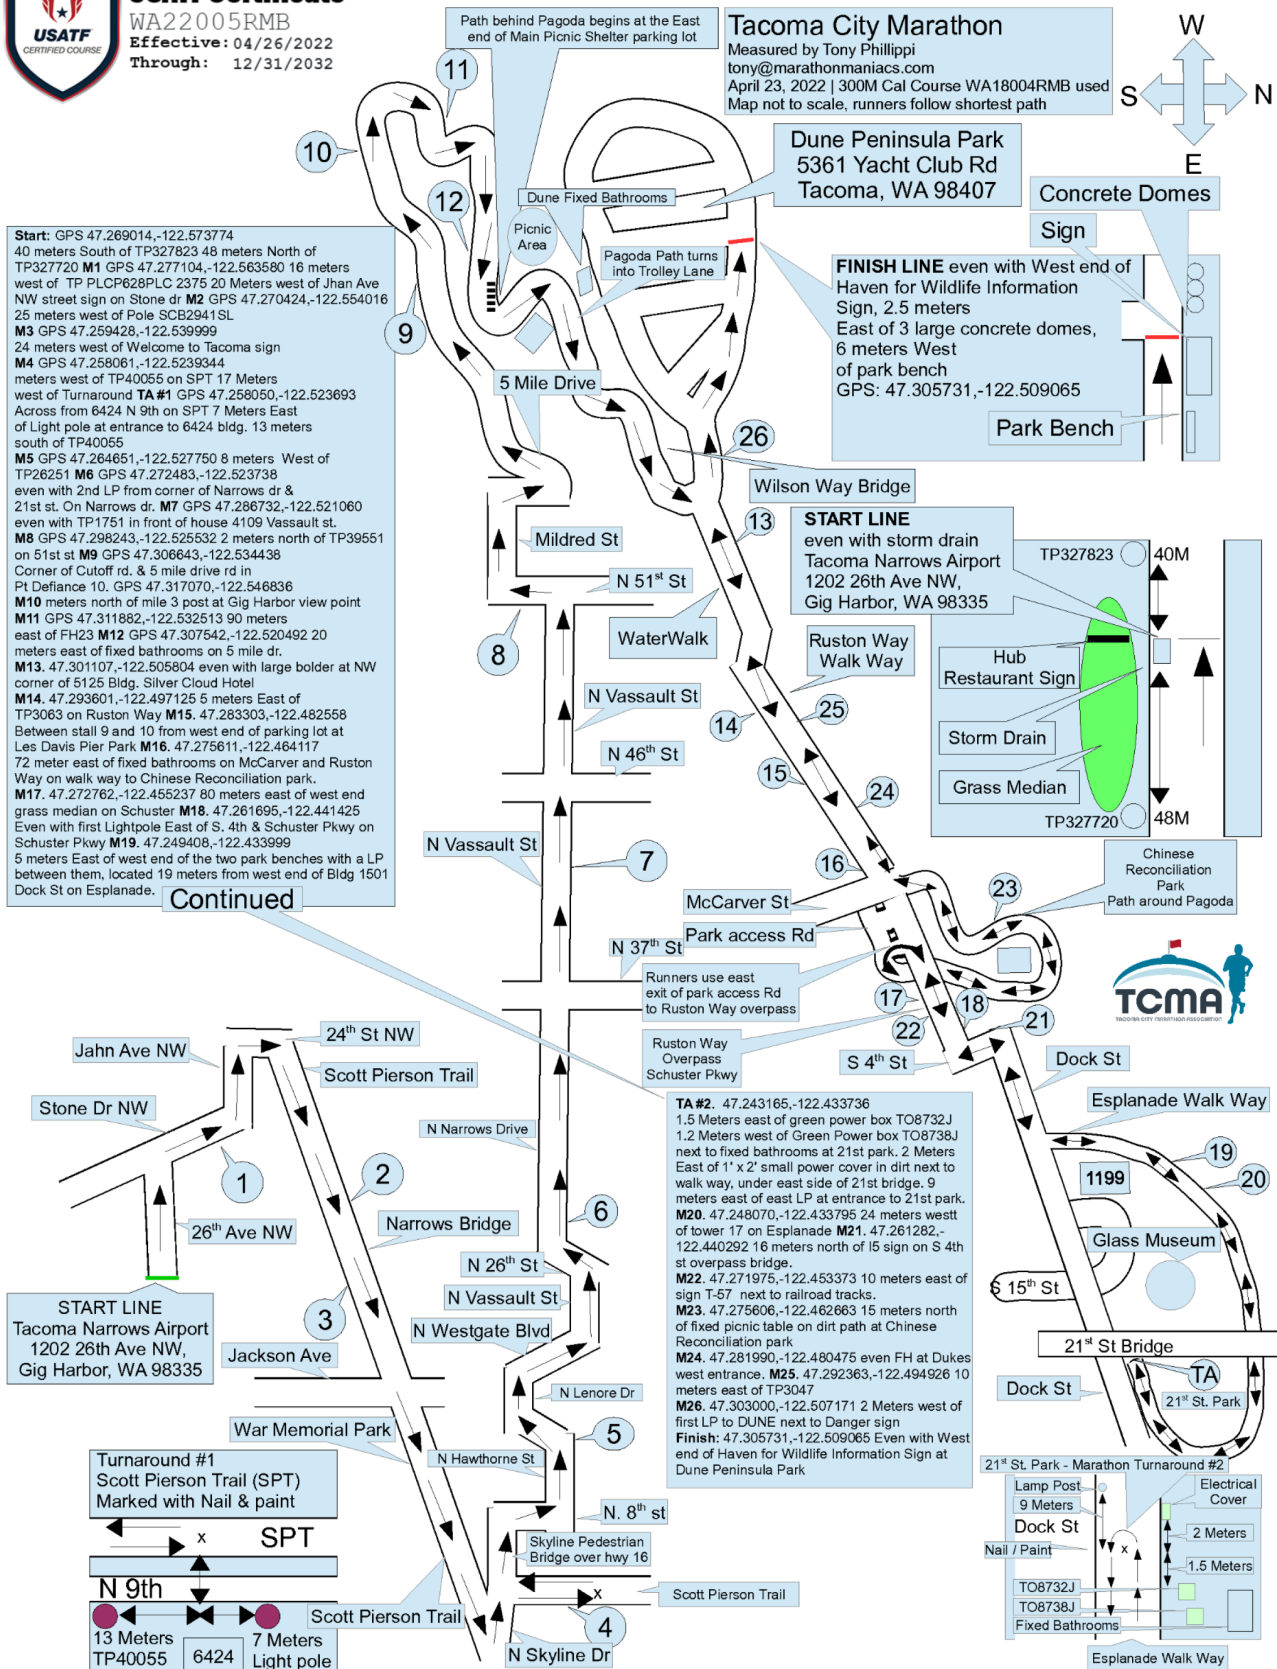 USATF Certificate
WA22005RMB
Effective: 04/26/2022
Through: 12/31/2032
USATF
CERTIFIED COURSE
Path behind Pagoda begins at the East
end of Main Picnic Shelter parking lot
Tacoma City Marathon
Measured by Tony Phillippi
tony@marathonmaniacs.com
April 23, 2022 | 300M Cal Course WA18004RMB used
Map not to scale, runners follow shortest path
W
S
N
E
11
10
12
9
Dune Fixed Bathrooms
Picnic
Area
Pagoda Path turns
into Trolley Lane
Dune Peninsula Park
5361 Yacht Club Rd
Tacoma, WA 98407
Concrete Domes
Sign
FINISH LINE even with West end of
Haven for Wildlife Information
Sign, 2.5 meters
East of 3 large concrete domes,
6 meters West
of park bench
GPS: 47.305731,-122.509065
Park Bench
Start: GPS 47.269014,-122.573774
40 meters South of TP327823 48 meters North of
TP327720 M1 GPS 47.277104,-122.563580 16 meters
west of TP PLCP628PLC 2375 20 Meters west of Jhan Ave
NW street sign on Stone dr M2 GPS 47.270424,-122.554016
25 meters west of Pole SCB2941SL
M3 GPS 47.259428,-122.539999
24 meters west of Welcome to Tacoma sign
M4 GPS 47.258061,-122.5239344
meters west of TP40055 on SPT 17 Meters
west of Turnaround TA #1 GPS 47.258050,-122.523693
Across from 6424 N 9th on SPT 7 Meters East
of Light pole at entrance to 6424 bldg. 13 meters
south of TP40055
M5 GPS 47.264651,-122.527750 8 meters West of
TP26251 M6 GPS 47.272483,-122.523738
even with 2nd LP from corner of Narrows dr &
21st st. On Narrows dr. M7 GPS 47.286732,-122.521060
even with TP1751 in front of house 4109 Vassault st.
M8 GPS 47.298243,-122.525532 2 meters north of TP39551
on 51st st M9 GPS 47.306643,-122.534438
Corner of Cutoff rd. & 5 mile drive rd in
Pt Defiance 10. GPS 47.317070,-122.546836
M10 meters north of mile 3 post at Gig Harbor view point
M11 GPS 47.311882,-122.532513 90 meters
east of FH23 M12 GPS 47.307542,-122.520492 20
meters east of fixed bathrooms on 5 mile dr.
M13. 47.301107,-122.505804 even with large bolder at NW
corner of 5125 Bldg. Silver Cloud Hotel
M14. 47.293601,-122.497125 5 meters East of
TP3063 on Ruston Way M15. 47.283303,-122.482558
Between stall 9 and 10 from west end of parking lot at
Les Davis Pier Park M16. 47.275611,-122.464117
72 meter east of fixed bathrooms on McCarver and Ruston
Way on walk way to Chinese Reconciliation park.
M17. 47.272762,-122.455237 80 meters east of west end
grass median on Schuster M18. 47.261695,-122.441425
Even with first Lightpole East of S. 4th & Schuster Pkwy on
Schuster Pkwy M19. 47.249408,-122.433999
5 meters East of west end of the two park benches with a LP
between them, located 19 meters from west end of Bldg 1501
Dock St on Esplanade.
Continued
5 Mile Drive
26
Wilson Way Bridge
13
Mildred St
N 51st St
8
WaterWalk
START LINE
even with storm drain
Tacoma Narrows Airport
1202 26th Ave NW,
Gig Harbor, WA 98335
TP327823
40M
Hub
Restaurant Sign
Storm Drain
Grass Median
TP327720
48M
Ruston Way
Walk Way
N Vassault St
14
25
N 46th St
15
24
N Vassault St
7
16
McCarver St
Chinese
Reconciliation
Park
Path around Pagoda
23
Park access Rd
N 37th St
Runners use east
exit of park access Rd
to Ruston Way overpass
17
18
22
21
TCMA
TACOMA CITY MARATHON ASSOCIATION
Ruston Way
Overpass
Schuster Pkwy
S 4th St
Dock St
Esplanade Walk Way
24th St NW
Jahn Ave NW
Scott Pierson Trail
Stone Dr NW
1
2
26th Ave NW
Narrows Bridge
N Narrows Drive
6
N 26th St
N Vassault St
N Westgate Blvd
3
START LINE
Tacoma Narrows Airport
1202 26th Ave NW,
Gig Harbor, WA 98335
Jackson Ave
N Lenore Dr
War Memorial Park
5
N Hawthorne St
N. 8th st
TA #2. 47.243165,-122.433736
1.5 Meters east of green power box TO8732J
1.2 Meters west of Green Power box TO8738J
next to fixed bathrooms at 21st park. 2 Meters
East of 1' x 2' small power cover in dirt next to
walk way, under east side of 21st bridge. 9
meters east of east LP at entrance to 21st park.
M20. 47.248070,-122.433795 24 meters westt
of tower 17 on Esplanade M21. 47.261282,-
122.440292 16 meters north of I5 sign on S 4th
st overpass bridge.
M22. 47.271975,-122.453373 10 meters east of
sign T-57 next to railroad tracks.
M23. 47.275606,-122.462663 15 meters north
of fixed picnic table on dirt path at Chinese
Reconciliation park
M24. 47.281990,-122.480475 even FH at Dukes
west entrance. M25. 47.292363,-122.494926 10
meters east of TP3047
M26. 47.303000,-122.507171 2 Meters west of
first LP to DUNE next to Danger sign
Finish: 47.305731,-122.509065 Even with West
end of Haven for Wildlife Information Sign at
Dune Peninsula Park
19
1199
20
Glass Museum
S 15th St
21st St Bridge
Dock St
TA
21st St. Park
Turnaround #1
Scott Pierson Trail (SPT)
Marked with Nail & paint
x
SPT
N 9th
13 Meters
TP40055
6424
7 Meters
Light pole
Skyline Pedestrian
Bridge over hwy 16
x
Scott Pierson Trail
Scott Pierson Trail
4
N Skyline Dr
21st St. Park - Marathon Turnaround #2
Lamp Post
9 Meters
Dock St
Nail / Paint
x
Electrical
Cover
2 Meters
1.5 Meters
TO8732J
TO8738J
Fixed Bathrooms
Esplanade Walk Way